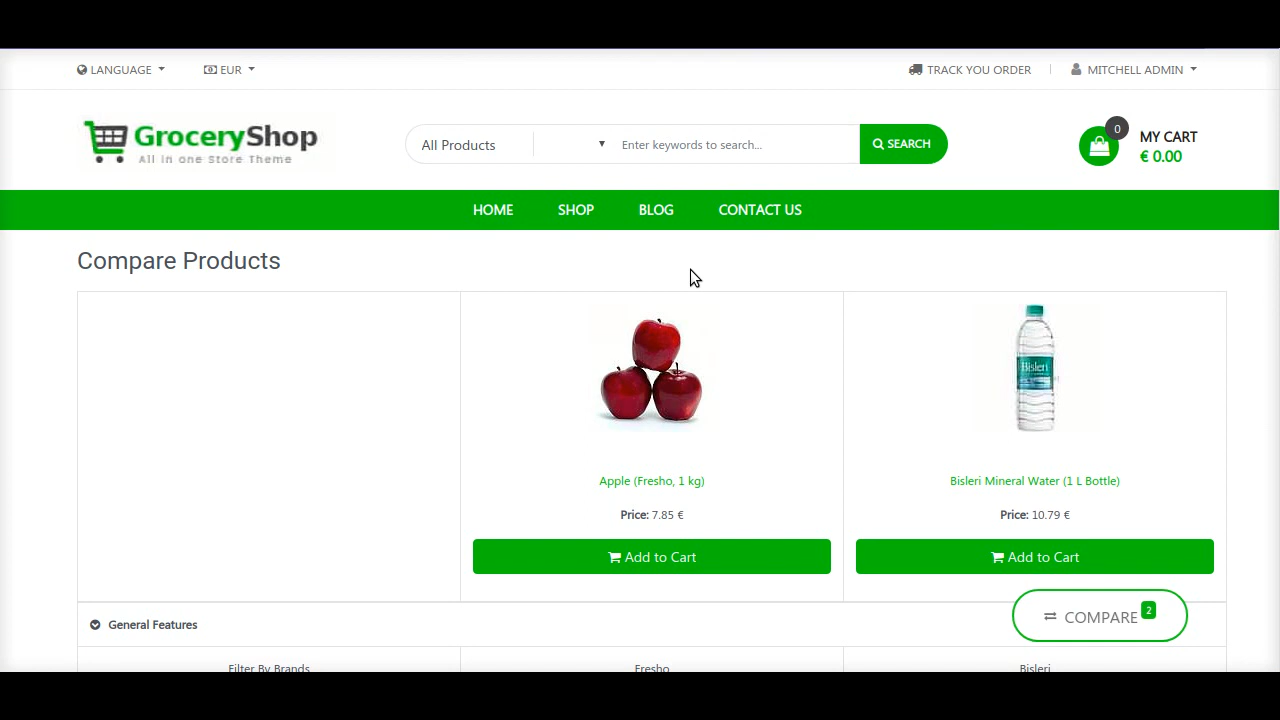 LANGUAGE EUR TRACK YOU ORDER MITCHELL ADMIN
GroceryShop
All in one Store Theme
All Products Enter keywords to search... SEARCH
0
MY CART
€ 0.00
HOME SHOP BLOG CONTACT US
Compare Products
Bisleri
Apple (Fresho, 1 kg) Bisleri Mineral Water (1 L Bottle)
Price: 7.85 € Price: 10.79 €
Add to Cart Add to Cart
General Features
COMPARE 2
Filter By Brands Fresho Bisleri